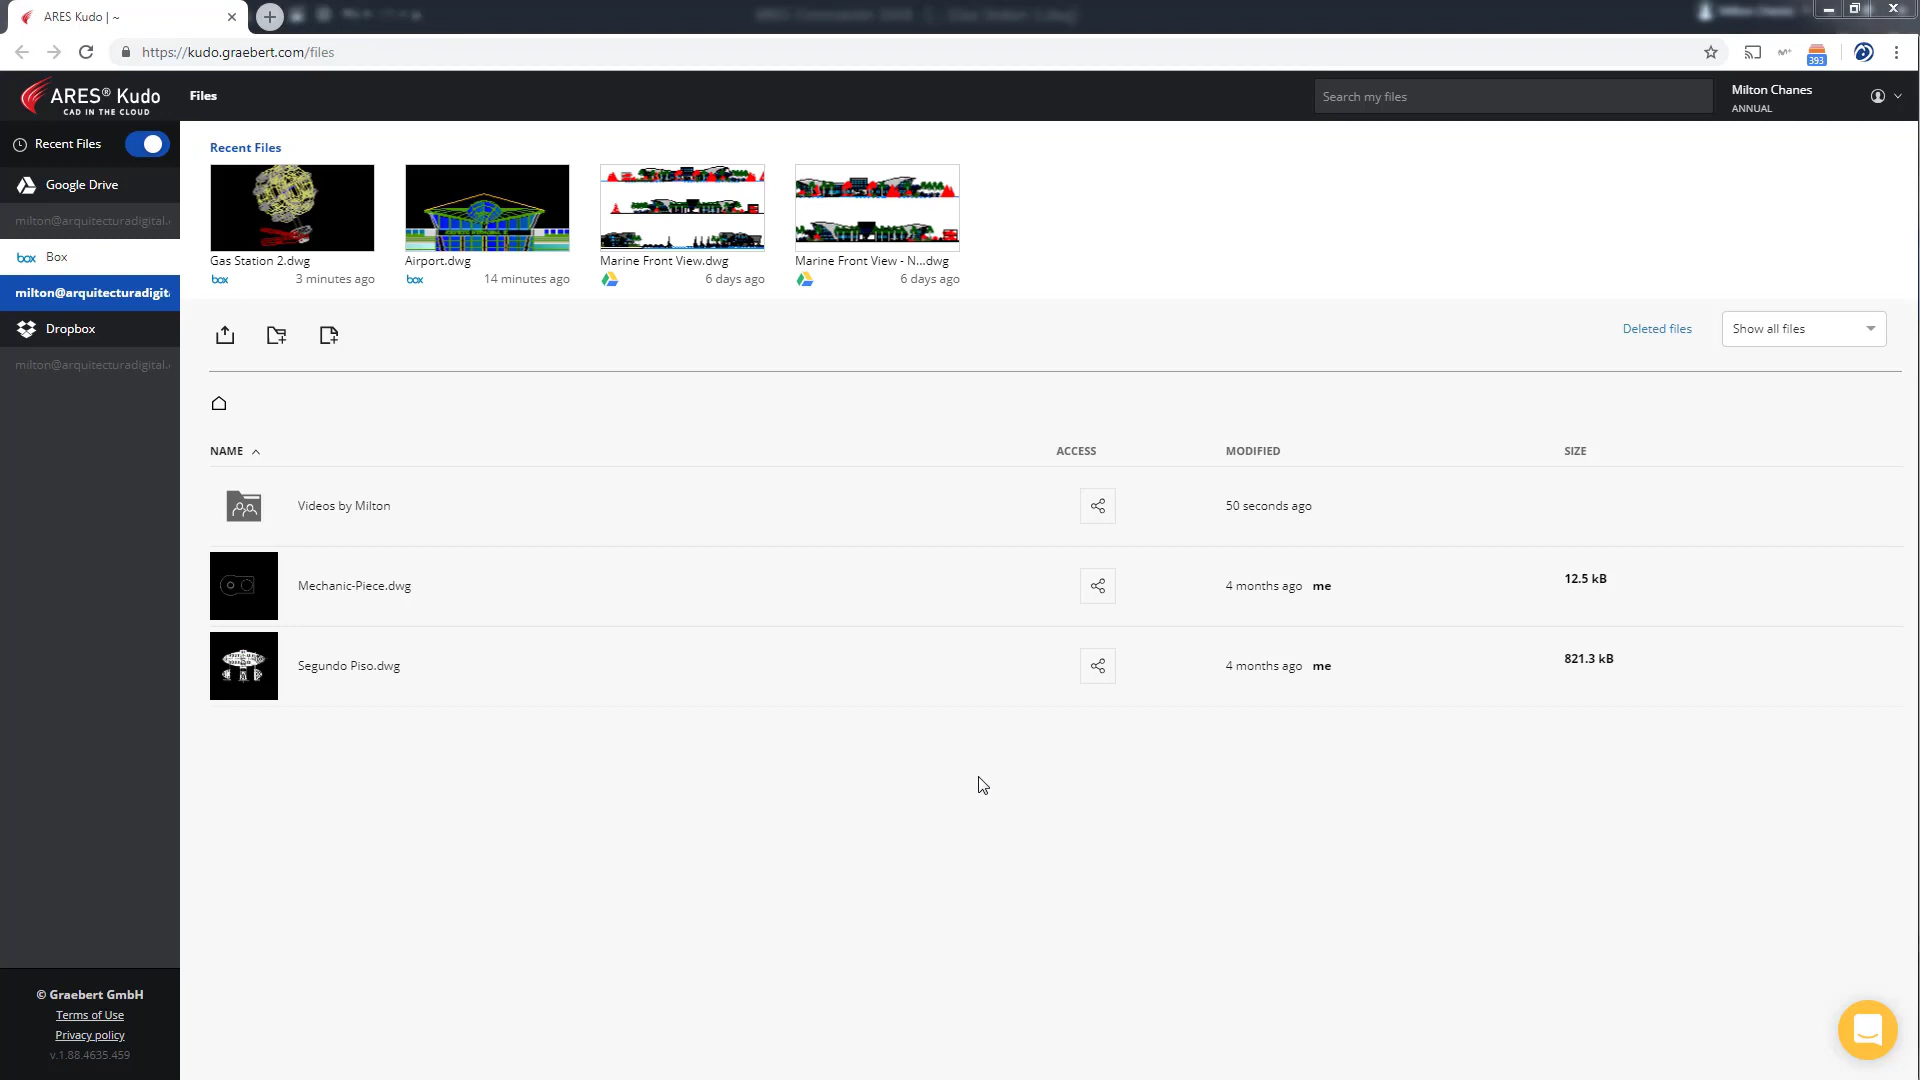 ARES Kudo | ~
https://kudo.graebert.com/files
393
ARES® Kudo
CAD IN THE CLOUD
Files
Search my files
Milton Chanes
ANNUAL
Recent Files
Google Drive
milton@arquitecturadigital.
Box
milton@arquitecturadigit
Dropbox
milton@arquitecturadigital.
© Graebert GmbH
Terms of Use
Privacy policy
v.1.88.4635.459
Recent Files
Gas Station 2.dwg
box 3 minutes ago
Airport.dwg
box 14 minutes ago
Marine Front View.dwg
6 days ago
Marine Front View - N...dwg
6 days ago
Deleted files
Show all files
NAME ACCESS MODIFIED SIZE
Videos by Milton 50 seconds ago
Mechanic-Piece.dwg 4 months ago me 12.5 kB
Segundo Piso.dwg 4 months ago me 821.3 kB